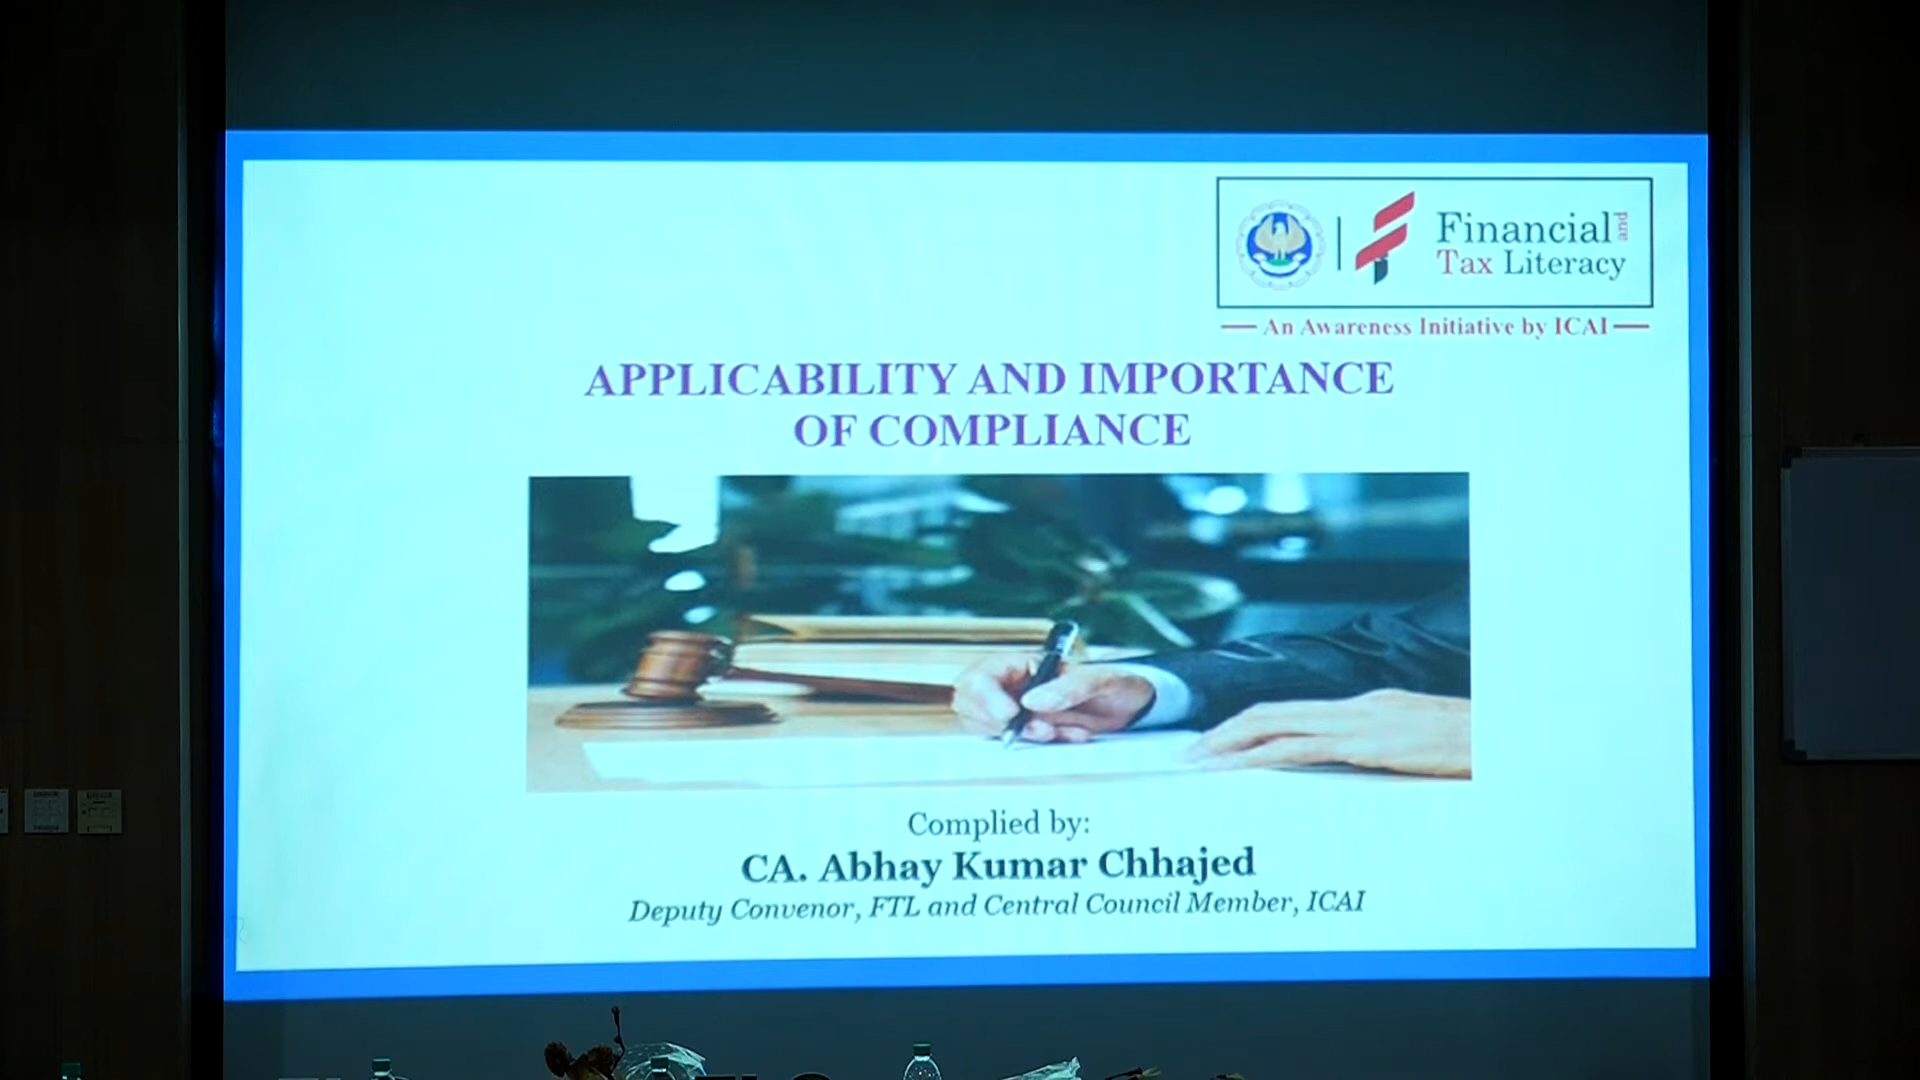 Financial and
Tax Literacy
An Awareness Initiative by ICAI
APPLICABILITY AND IMPORTANCE
OF COMPLIANCE
Complied by:
CA. Abhay Kumar Chhajed
Deputy Convenor, FTL and Central Council Member, ICAI